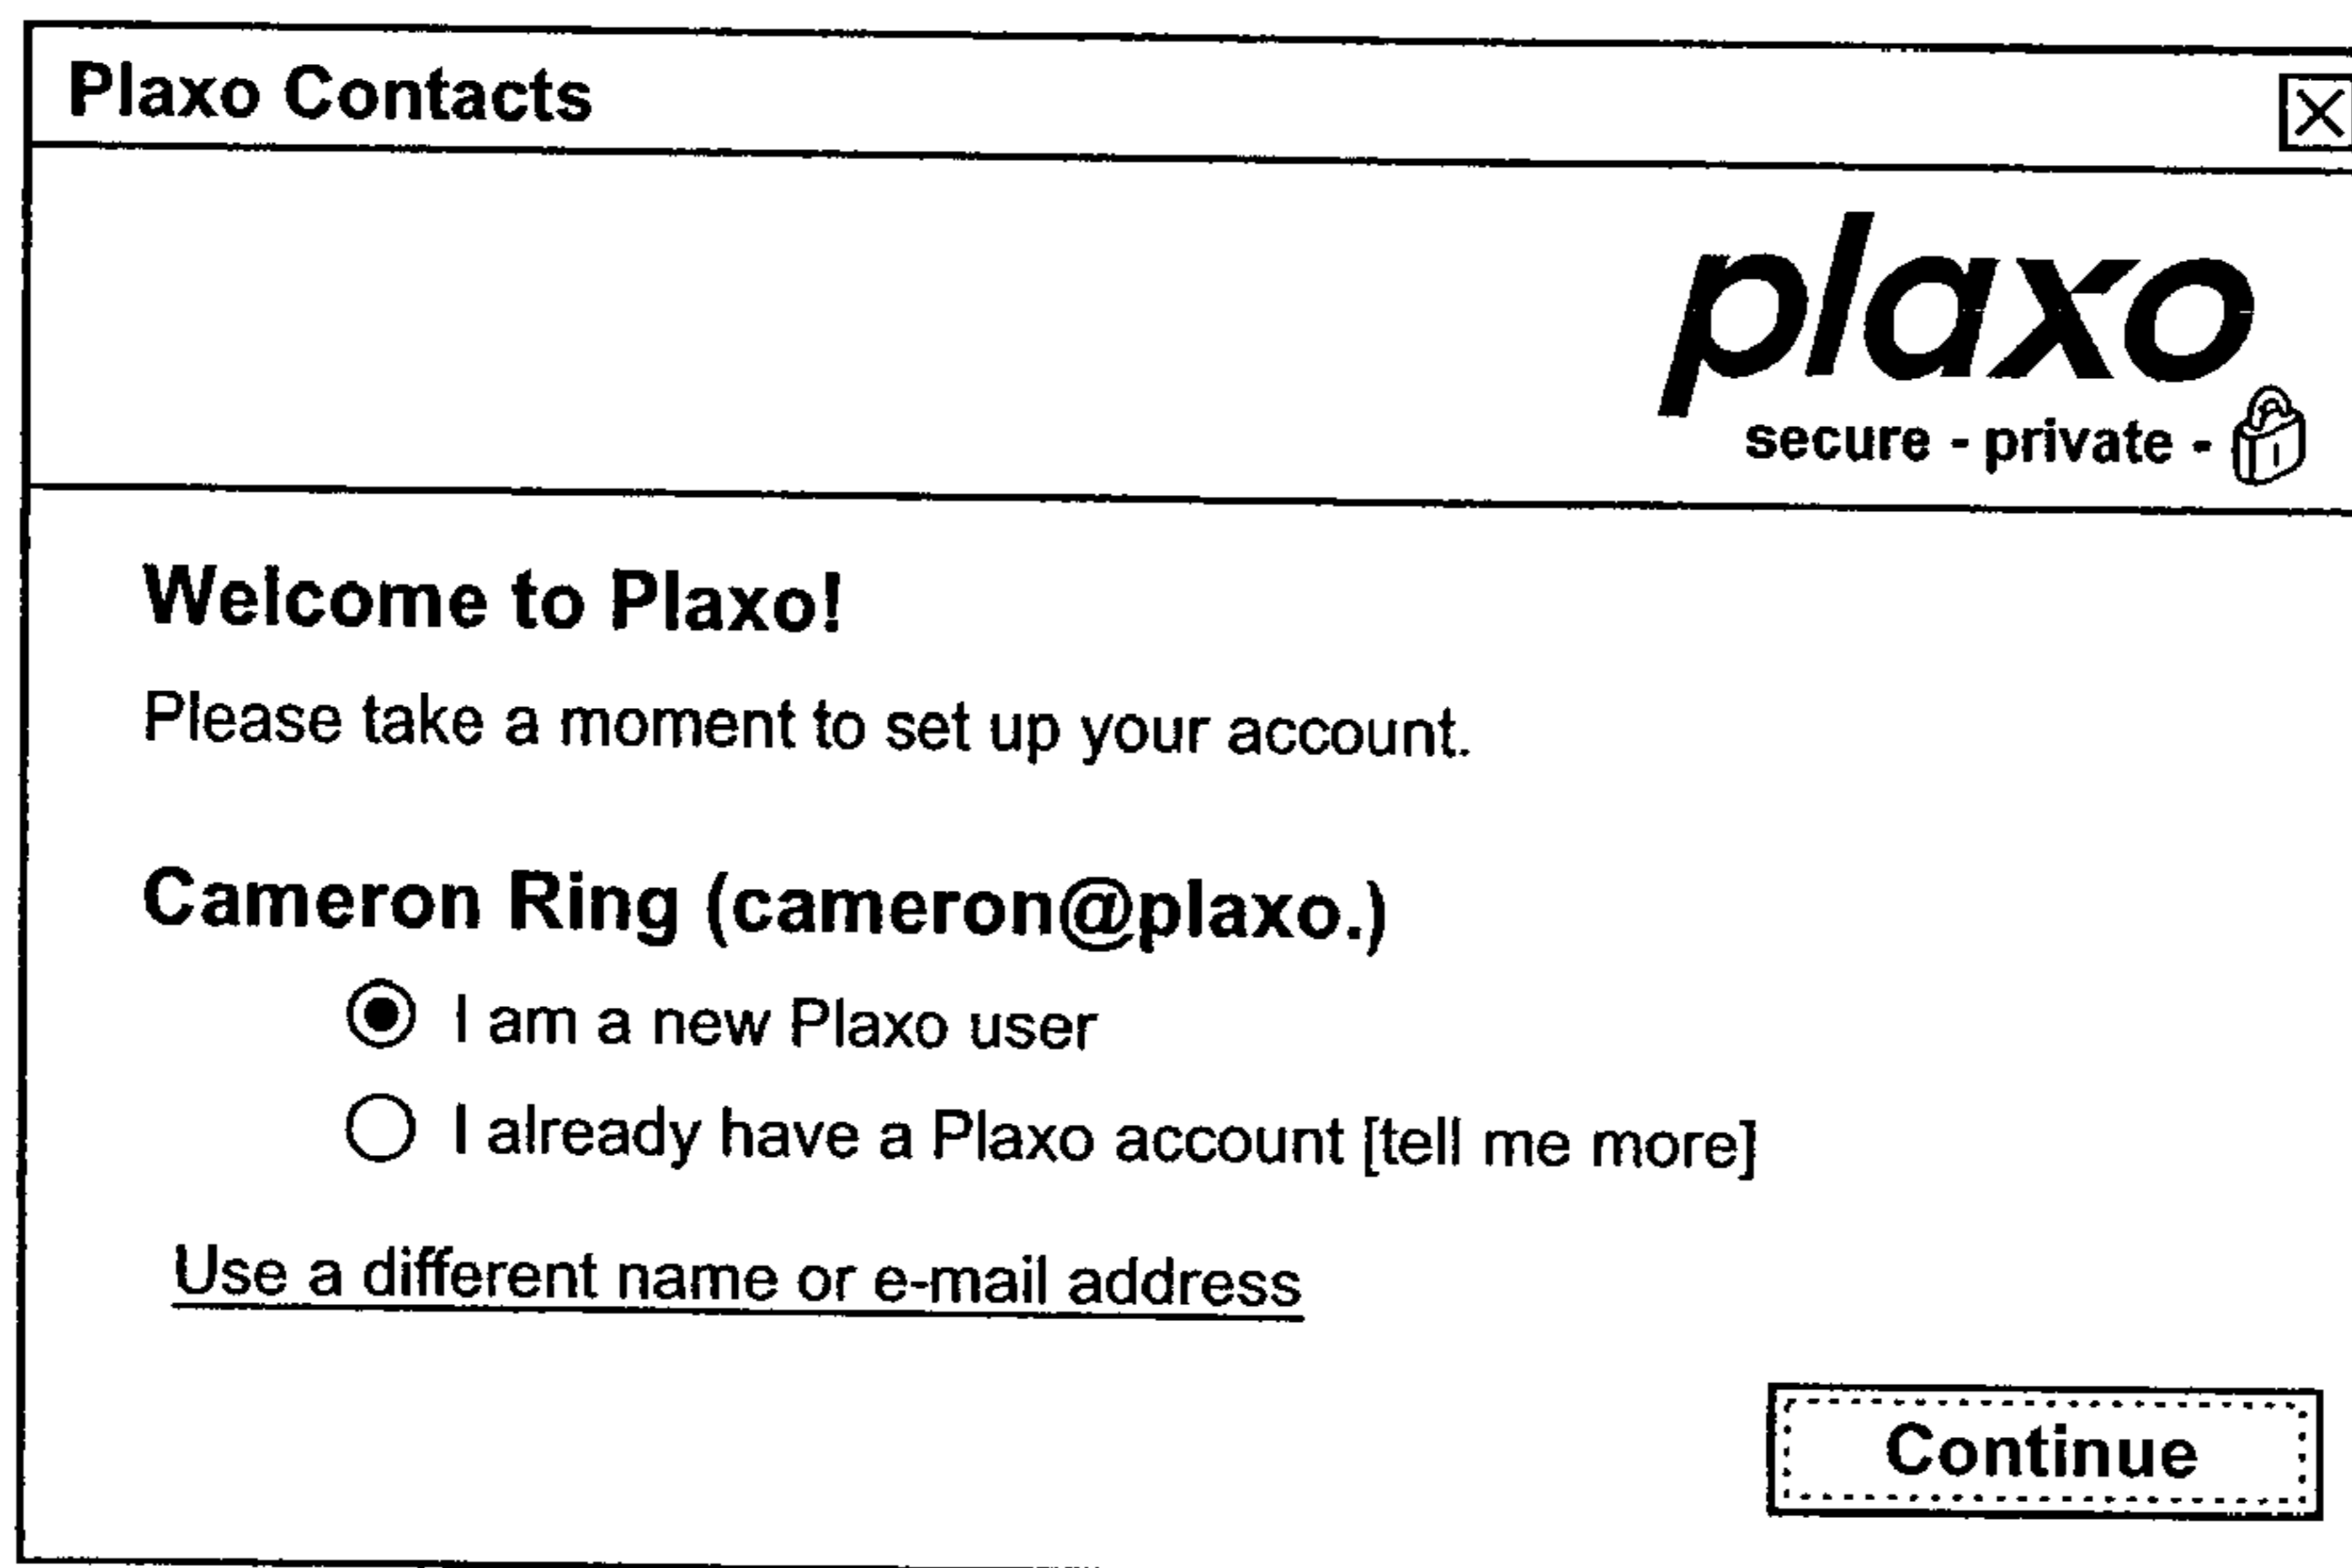 Plaxo Contacts
plaxo
secure - private -
Welcome to Plaxo!
Please take a moment to set up your account.
Cameron Ring (cameron@plaxo.)
I am a new Plaxo user
I already have a Plaxo account [tell me more]
Use a different name or e-mail address
Continue